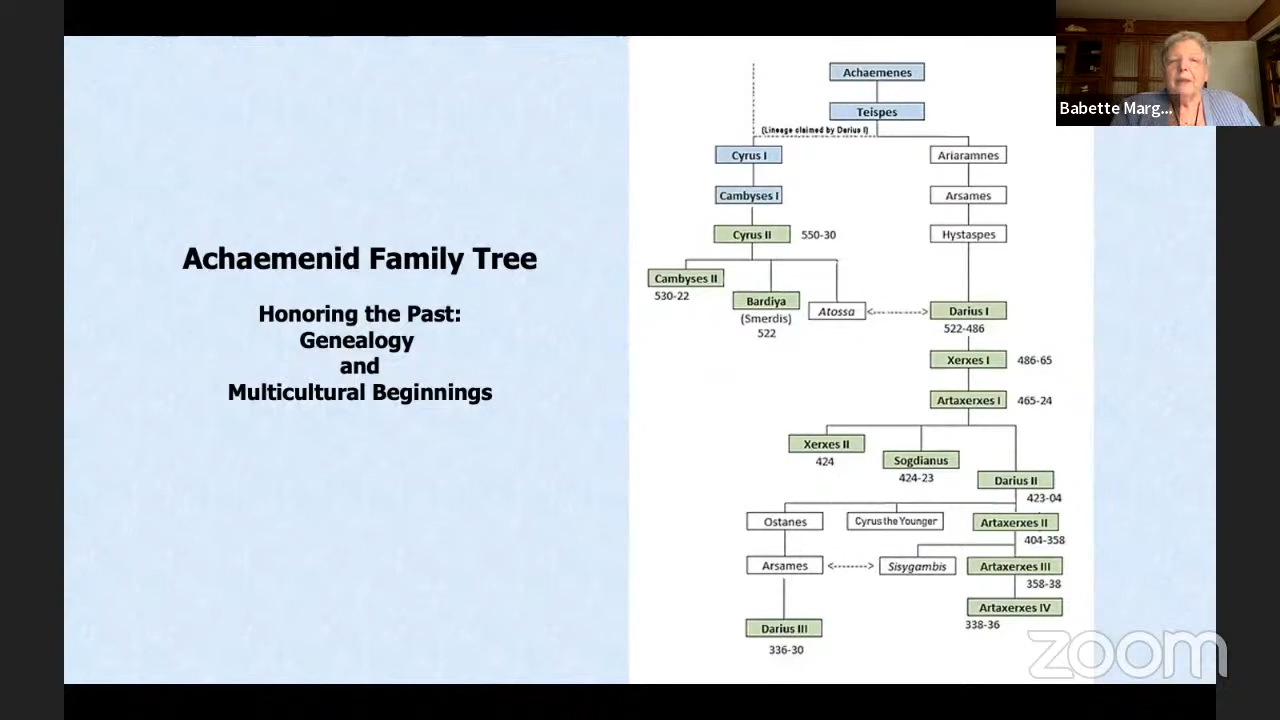 Achaemenid Family Tree
Honoring the Past:
Genealogy
and
Multicultural Beginnings
Achaemenes
Teispes
(Lineage claimed by Darius I)
Cyrus I
Ariaramnes
Cambyses I
Arsames
Cyrus II
550-30
Hystaspes
Cambyses II
530-22
Bardiya
(Smerdis)
522
Atossa
Darius I
522-486
Xerxes I
486-65
Artaxerxes I
465-24
Xerxes II
424
Sogdianus
424-23
Darius II
423-04
Ostanes
Cyrus the Younger
Artaxerxes II
404-358
Arsames
Sisygambis
Artaxerxes III
358-38
Artaxerxes IV
338-36
Darius III
336-30
Babette Marg...
zoom